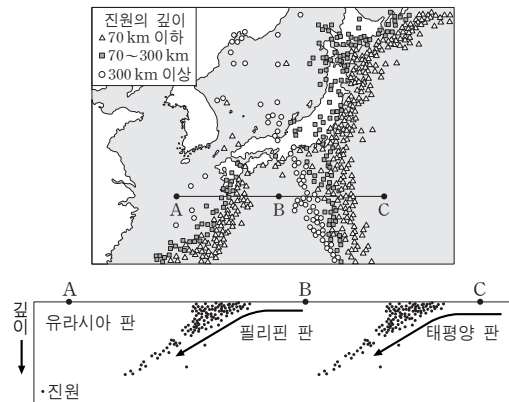 진원의 깊이
△ 70 km 이하
■ 70~300 km
○ 300 km 이상
A B C
A B C
깊이
유라시아 판
필리핀 판
태평양 판
•진원